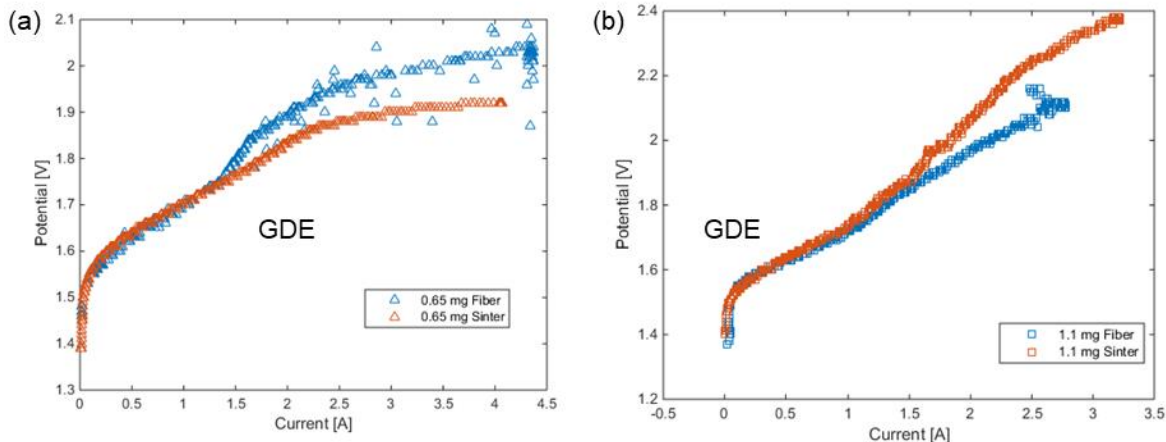 (a)
2.1
2
1.9
1.8
1.7
1.6
1.5
1.4
1.3
Potential [V]
GDE
0.65 mg Fiber
0.65 mg Sinter
0 0.5 1 1.5 2 2.5 3 3.5 4 4.5
Current [A]
(b)
2.4
2.2
2
1.8
1.6
1.4
1.2
Potential [V]
GDE
1.1 mg Fiber
1.1 mg Sinter
-0.5 0 0.5 1 1.5 2 2.5 3 3.5
Current [A]